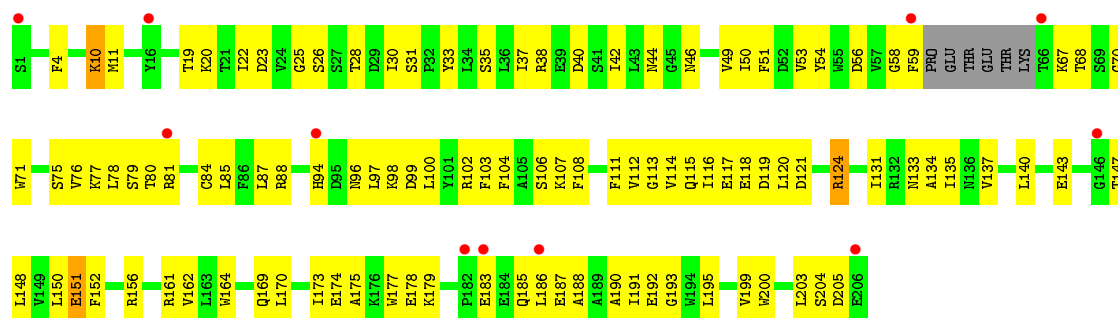 S1 F4 K10 M11 Y16 T19 K20 T21 I22 D23 V24 G25 S26 S27 T28 D29 I30 S31 P32 Y33 L34 S35 L36 I37 R38 E39 D40 S41 I42 L43 N44 G45 N46 V49 I50 F51 D52 V53 Y54 W55 D56 V57 G58 F59 PRO GLU THR GLU THR LYS T66 K67 T68 S69 G70
W71 S75 V76 K77 L78 S79 T80 R81 C84 L85 F86 L87 R88 H94 D95 N96 L97 K98 D99 L100 Y101 R102 F103 F104 A105 S106 K107 F108 F111 V112 G113 V114 Q115 I116 E117 E118 D119 L120 D121 R124 I131 R132 N133 A134 I135 N136 V137 L140 E143 G146 T147
L148 V149 L150 E151 F152 R156 R161 V162 L163 W164 Q169 L170 I173 E174 A175 K176 W177 E178 K179 P182 E183 E184 Q185 L186 E187 A188 A189 A190 I191 E192 G193 W194 L195 V199 W200 L203 S204 D205 E206